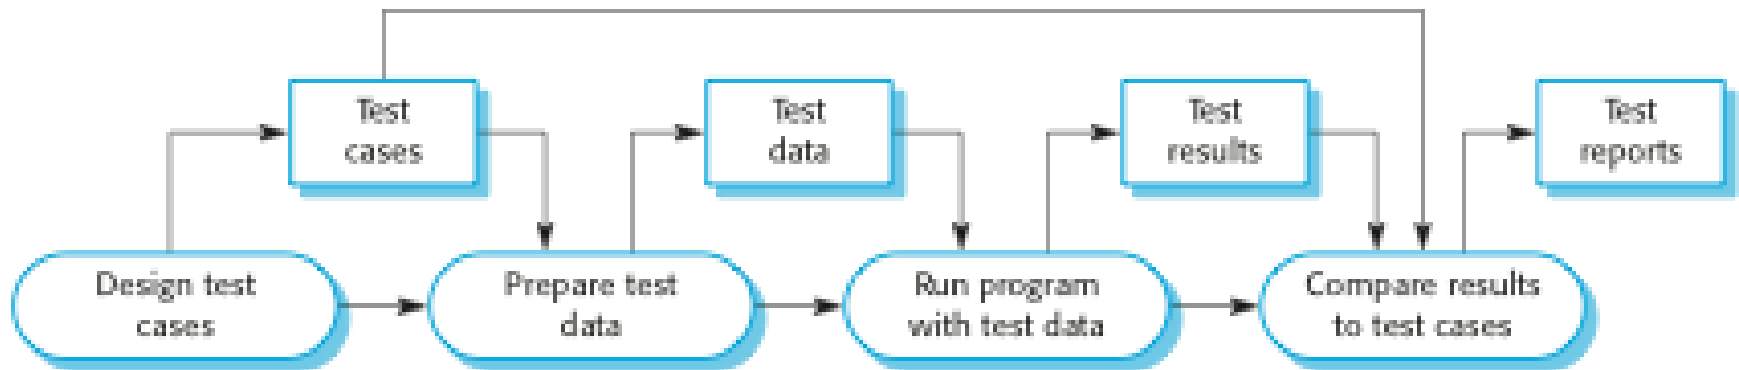 Test
cases
Test
data
Test
results
Test
reports
Design test
cases
Prepare test
data
Run program
with test data
Compare results
to test cases